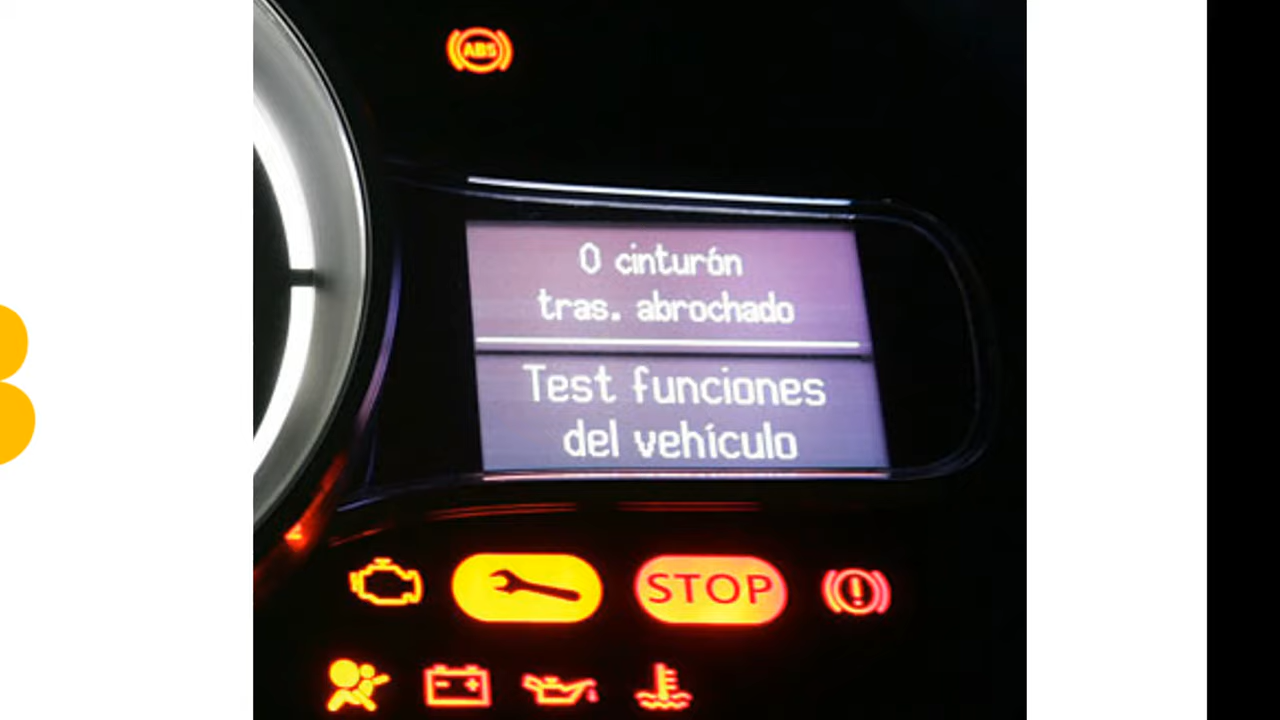 ABS
0 cinturón
tras. abrochado
Test funciones
del vehículo
STOP